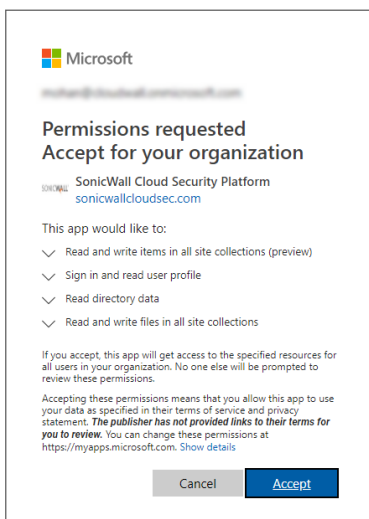 Microsoft
Permissions requested
Accept for your organization
SONICWALL
SonicWall Cloud Security Platform
sonicwallcloudsec.com
This app would like to:
Read and write items in all site collections (preview)
Sign in and read user profile
Read directory data
Read and write files in all site collections
If you accept, this app will get access to the specified resources for
all users in your organization. No one else will be prompted to
review these permissions.
Accepting these permissions means that you allow this app to use
your data as specified in their terms of service and privacy
statement. The publisher has not provided links to their terms for
you to review. You can change these permissions at
https://myapps.microsoft.com. Show details
Cancel
Accept